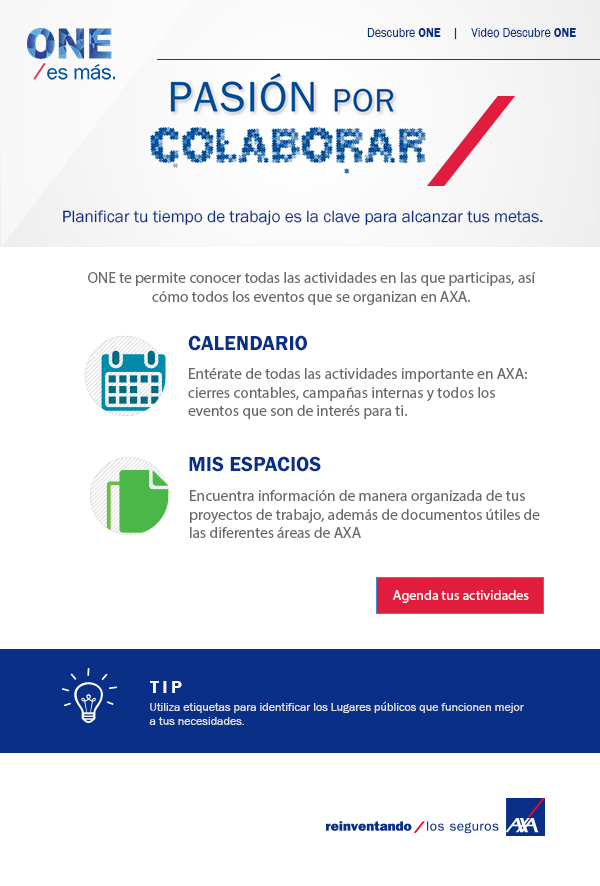 ONE
/es más.
Descubre ONE | Video Descubre ONE
PASIÓN POR
COLABORAR
Planificar tu tiempo de trabajo es la clave para alcanzar tus metas.
ONE te permite conocer todas las actividades en las que participas, así
cómo todos los eventos que se organizan en AXA.
CALENDARIO
Entérate de todas las actividades importante en AXA:
cierres contables, campañas internas y todos los
eventos que son de interés para ti.
MIS ESPACIOS
Encuentra información de manera organizada de tus
proyectos de trabajo, además de documentos útiles de
las diferentes áreas de AXA
Agenda tus actividades
TIP
Utiliza etiquetas para identificar los Lugares públicos que funcionen mejor
a tus necesidades.
reinventando / los seguros
AXA